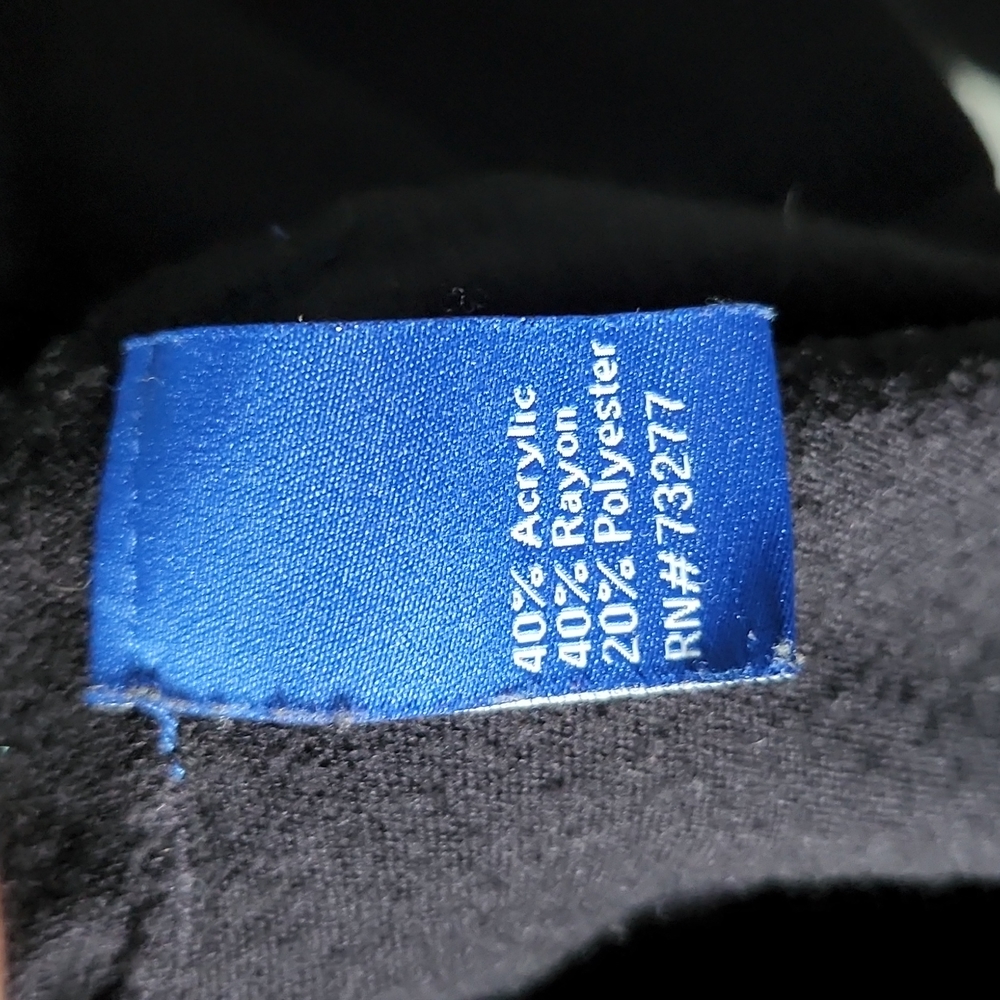 40% Acrylic
40% Rayon
20% Polyester
RN# 73277